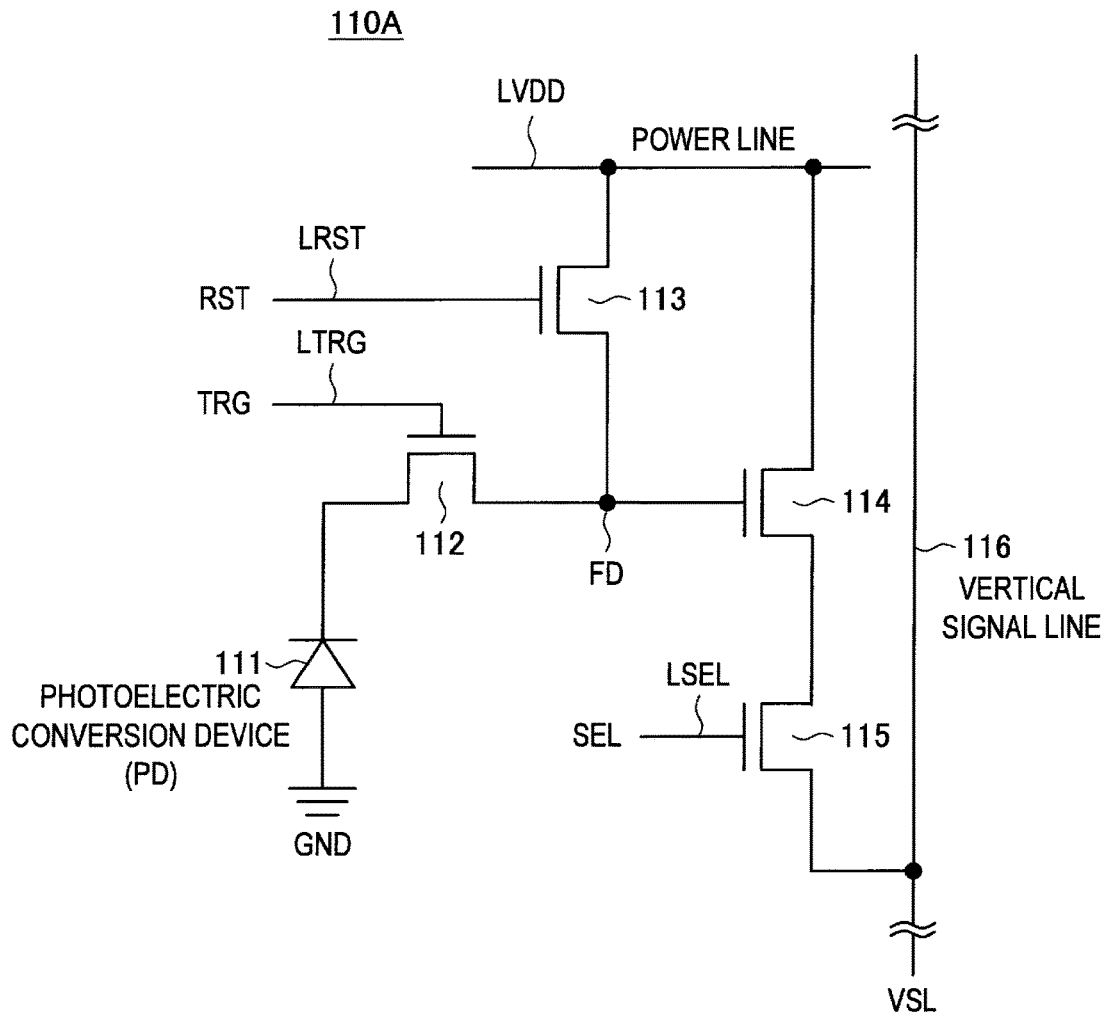 110A
LVDD
POWER LINE
LRST
RST
113
LTRG
TRG
112
114
FD
116
VERTICAL
SIGNAL LINE
111
PHOTOELECTRIC
CONVERSION DEVICE
(PD)
LSEL
SEL
115
GND
VSL